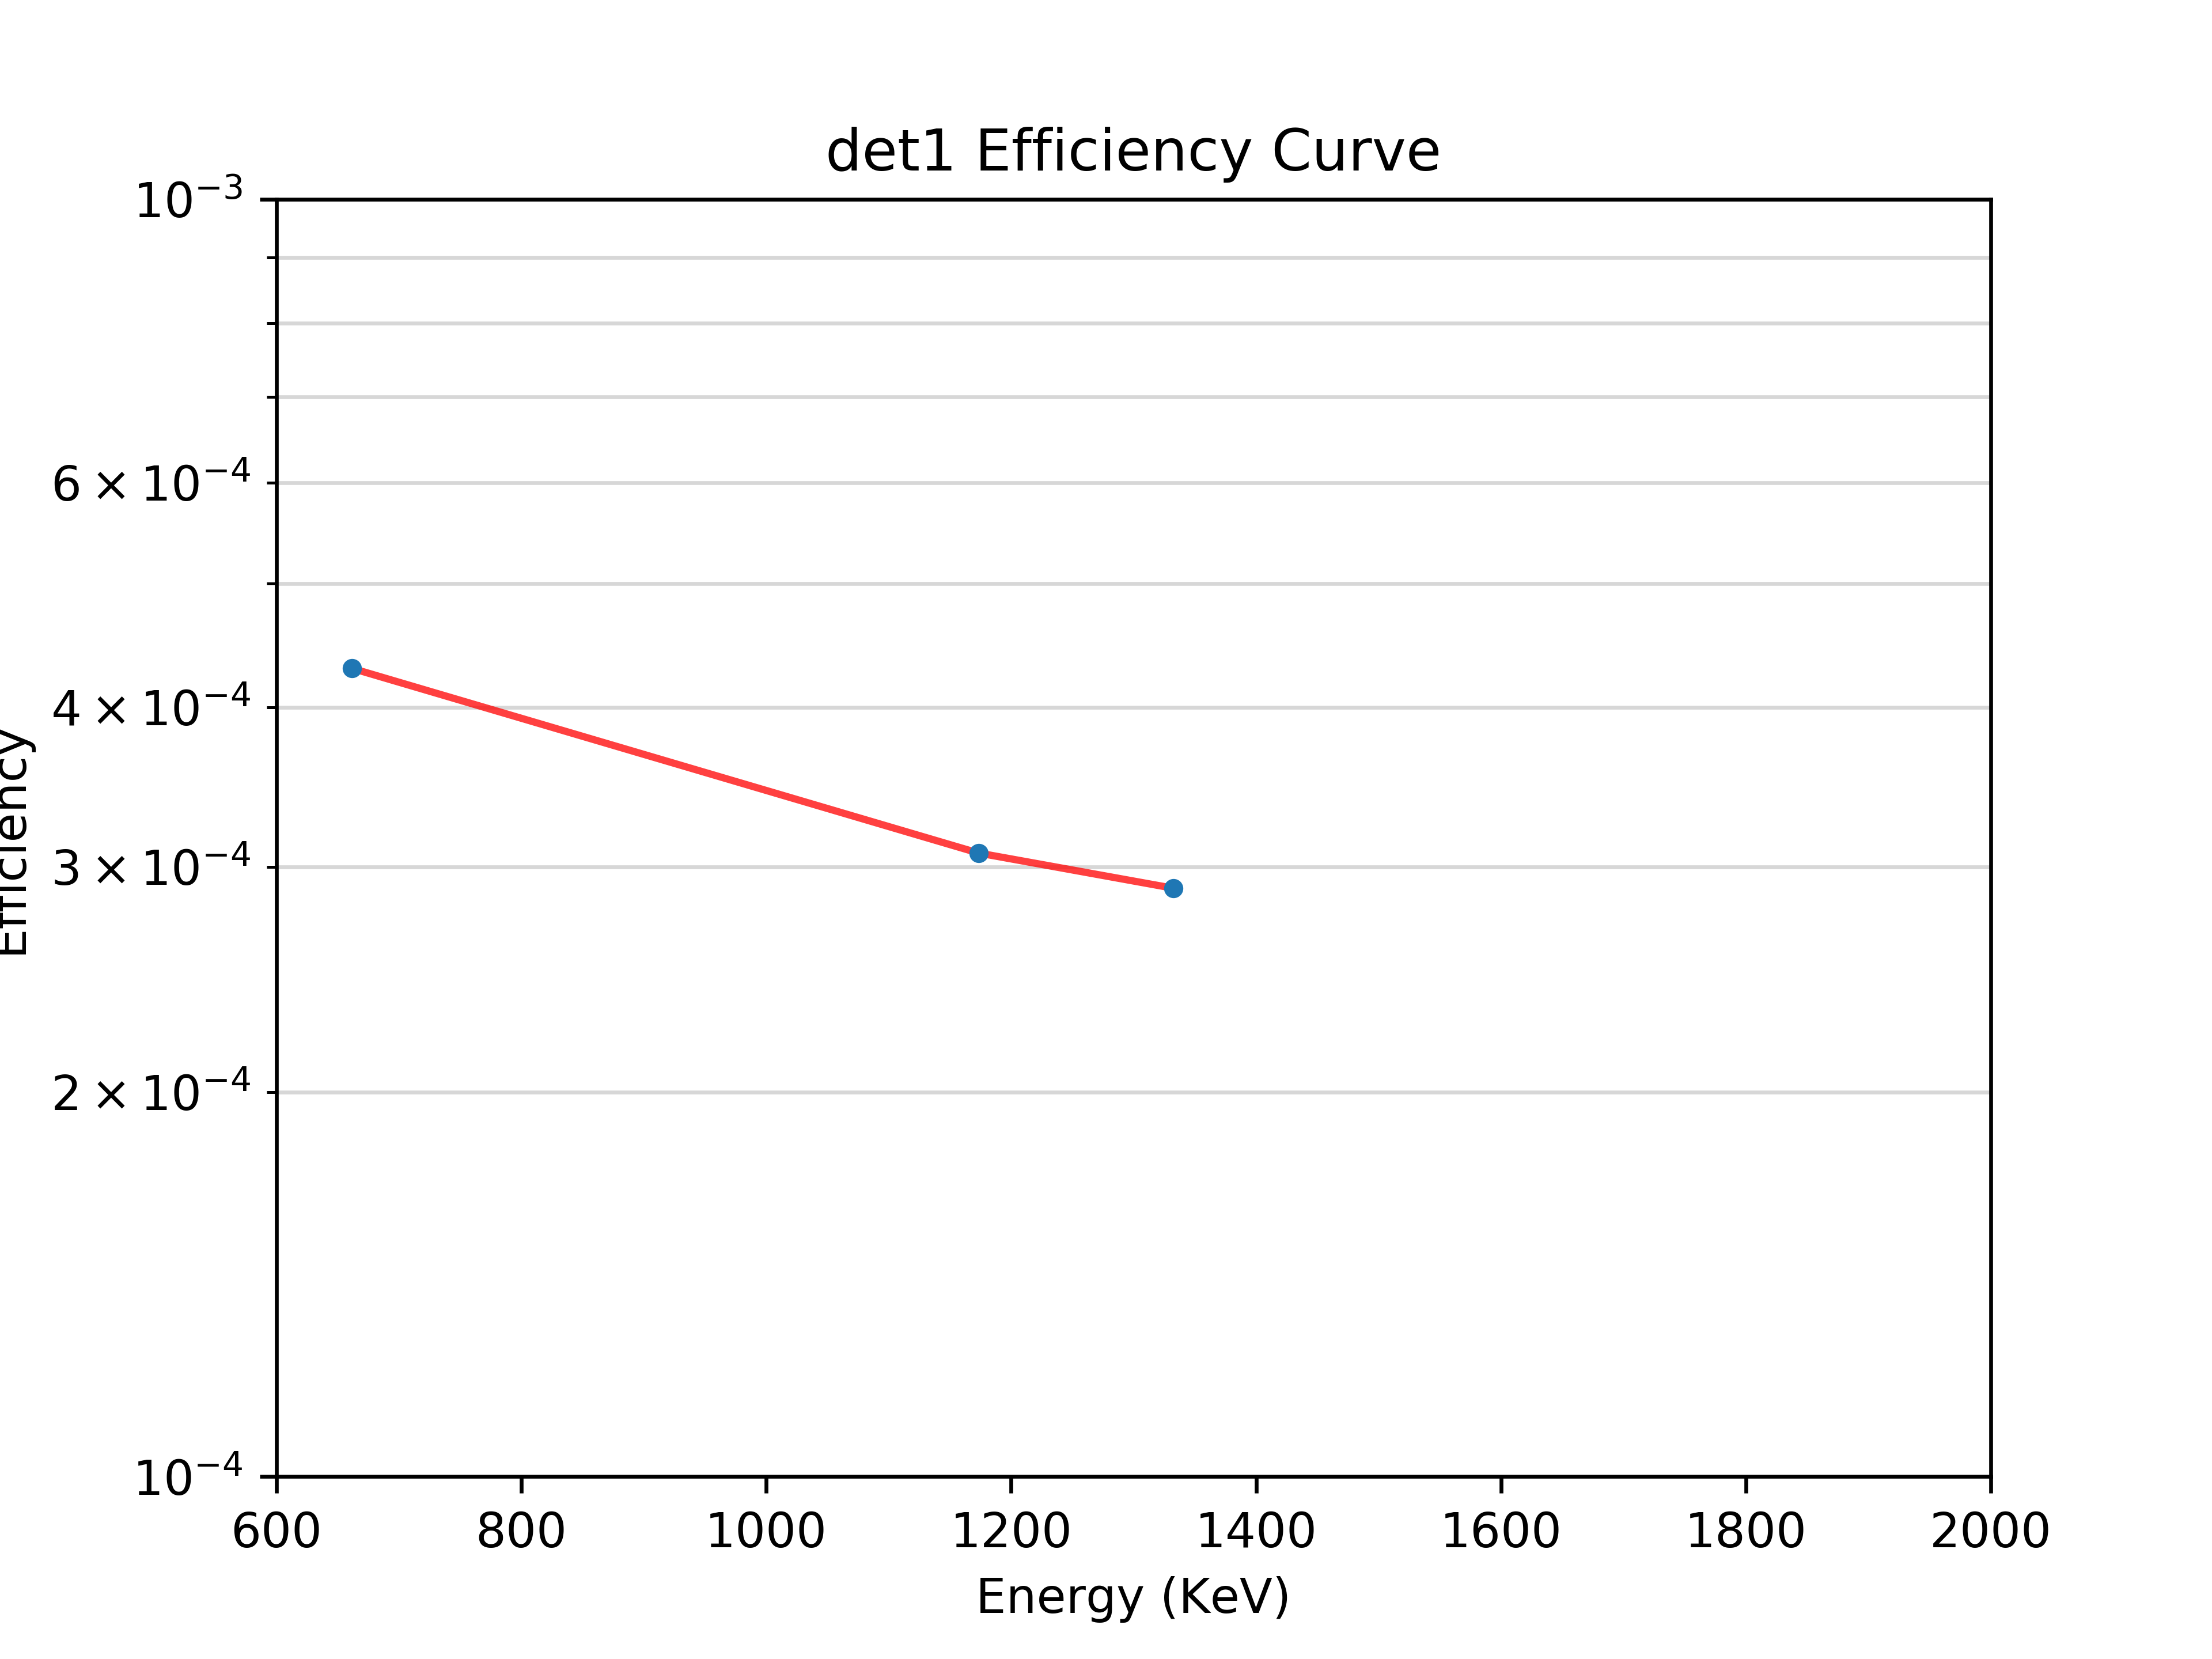 det1 Efficiency Curve
10⁻³
6 × 10⁻⁴
4 × 10⁻⁴
3 × 10⁻⁴
2 × 10⁻⁴
10⁻⁴
Efficiency
600 800 1000 1200 1400 1600 1800 2000
Energy (KeV)